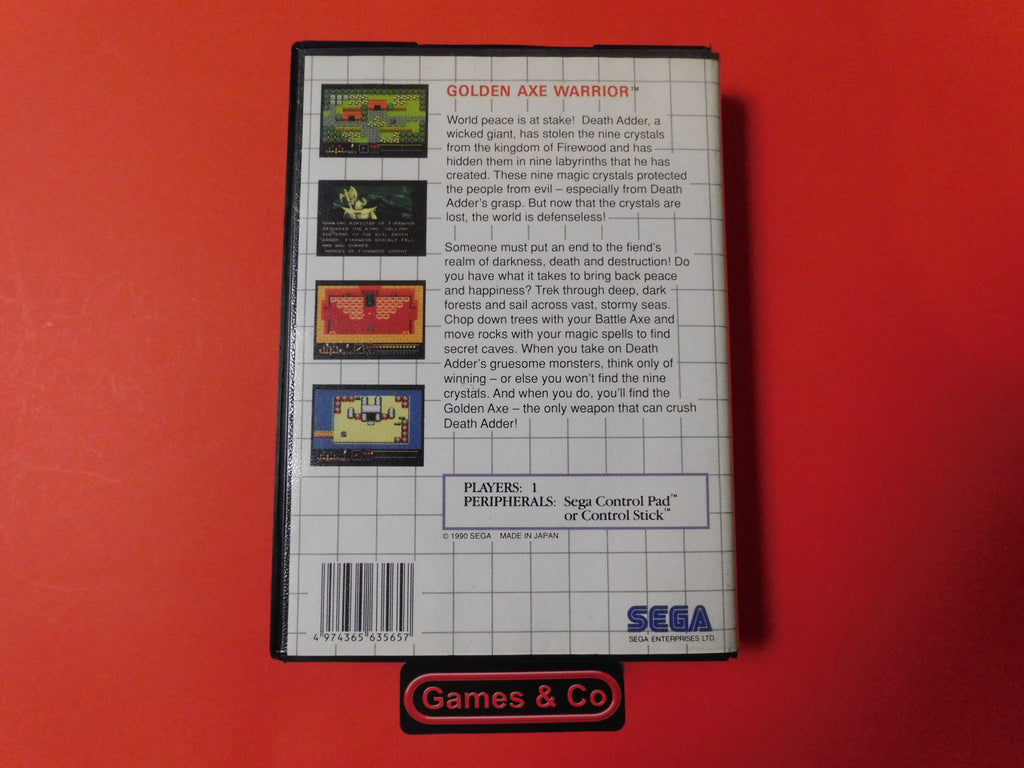 GOLDEN AXE WARRIOR™
World peace is at stake! Death Adder, a
wicked giant, has stolen the nine crystals
from the kingdom of Firewood and has
hidden them in nine labyrinths that he has
created. These nine magic crystals protected
the people from evil – especially from Death
Adder's grasp. But now that the crystals are
lost, the world is defenseless!
Someone must put an end to the fiend's
realm of darkness, death and destruction! Do
you have what it takes to bring back peace
and happiness? Trek through deep, dark
forests and sail across vast, stormy seas.
Chop down trees with your Battle Axe and
move rocks with your magic spells to find
secret caves. When you take on Death
Adder's gruesome monsters, think only of
winning – or else you won't find the nine
crystals. And when you do, you'll find the
Golden Axe – the only weapon that can crush
Death Adder!
PLAYERS: 1
PERIPHERALS: Sega Control Pad™
or Control Stick™
© 1990 SEGA MADE IN JAPAN
4 974365 635657
SEGA
SEGA ENTERPRISES LTD.
Games & Co